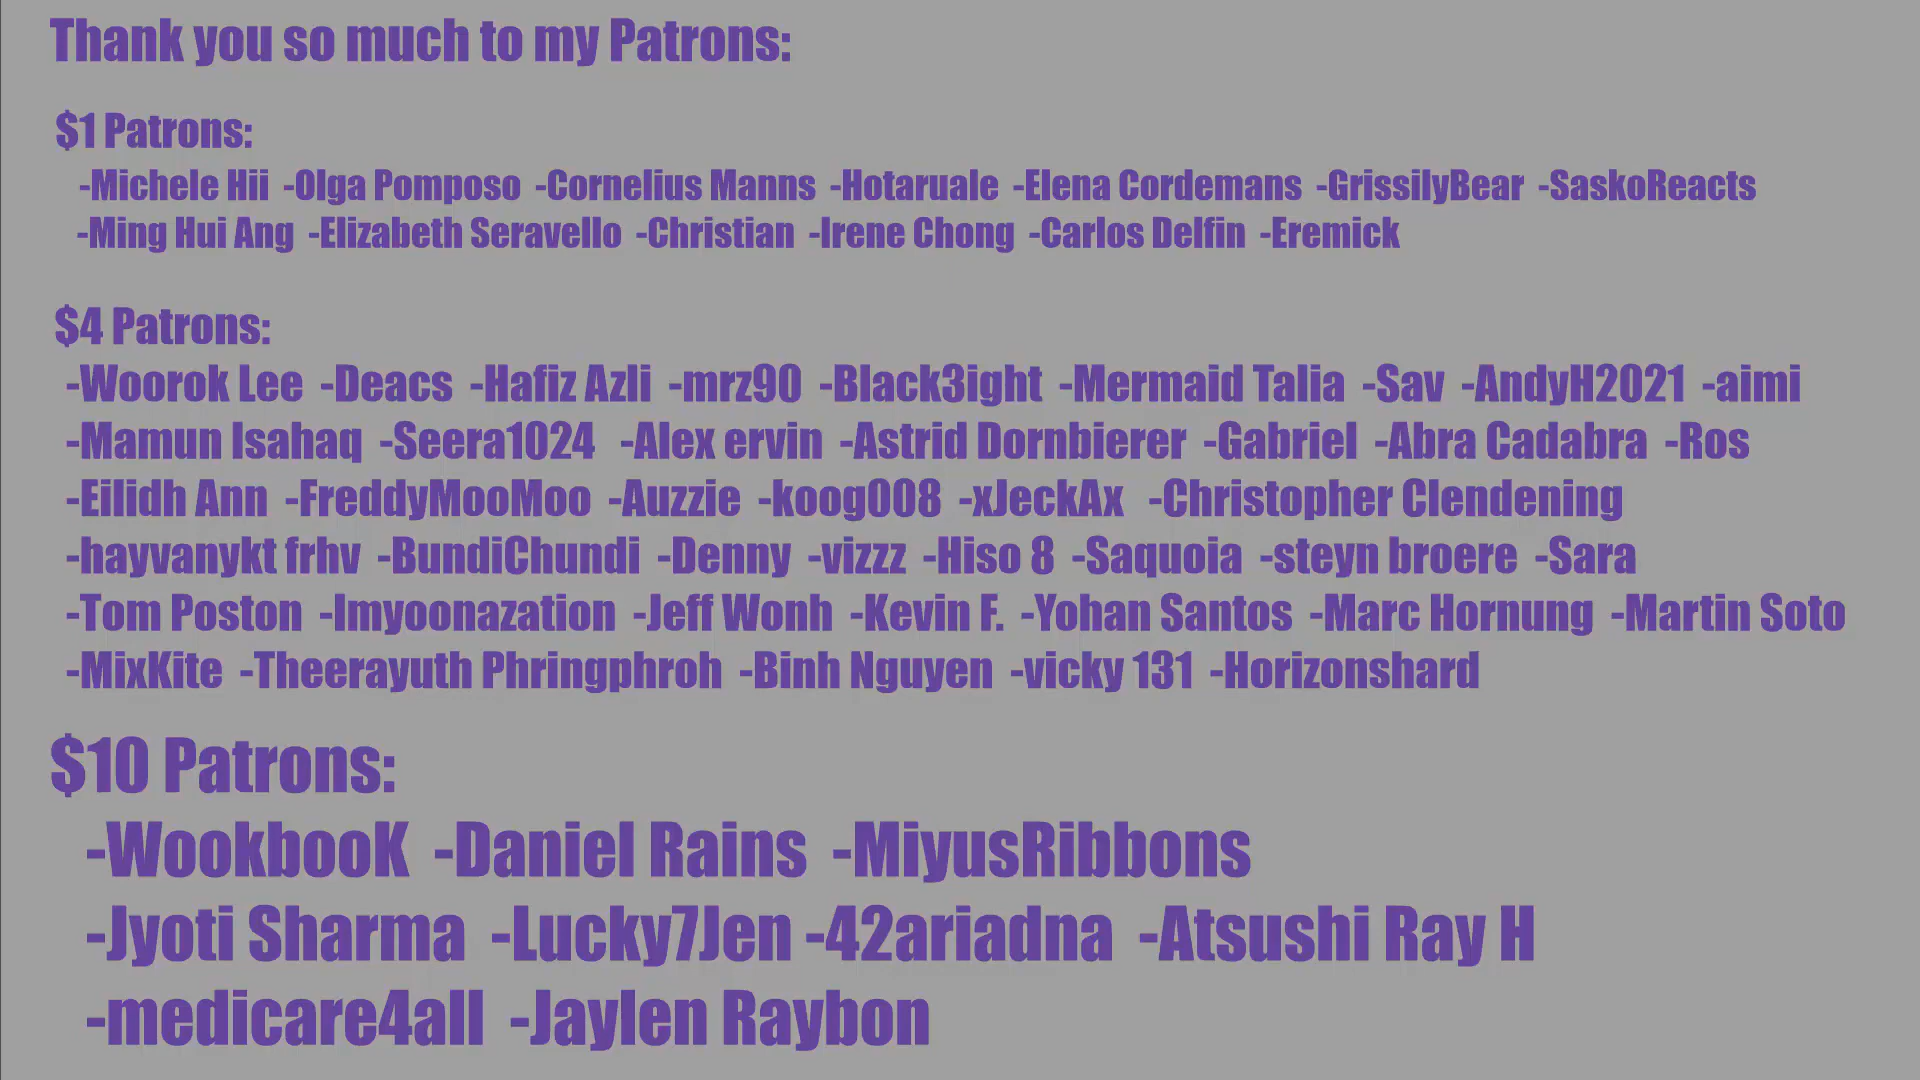 Thank you so much to my Patrons:
$1 Patrons:
-Michele Hii -Olga Pomposo -Cornelius Manns -Hotaruale -Elena Cordemans -GrissilyBear -SaskoReacts
-Ming Hui Ang -Elizabeth Seravello -Christian -Irene Chong -Carlos Delfin -Eremick
$4 Patrons:
-Woorok Lee -Deacs -Hafiz Azli -mrz90 -Black3ight -Mermaid Talia -Sav -AndyH2021 -aimi
-Mamun Isahaq -Seera1024 -Alex ervin -Astrid Dornbierer -Gabriel -Abra Cadabra -Ros
-Eilidh Ann -FreddyMooMoo -Auzzie -koog008 -xJeckAx -Christopher Clendening
-hayvanykt frhv -BundiChundi -Denny -vizzz -Hiso 8 -Saquoia -steyn broere -Sara
-Tom Poston -Imyoonazation -Jeff Wonh -Kevin F. -Yohan Santos -Marc Hornung -Martin Soto
-MixKite -Theerayuth Phringphroh -Binh Nguyen -vicky 131 -Horizonshard
$10 Patrons:
-WookbooK -Daniel Rains -MiyusRibbons
-Jyoti Sharma -Lucky7Jen -42ariadna -Atsushi Ray H
-medicare4all -Jaylen Raybon